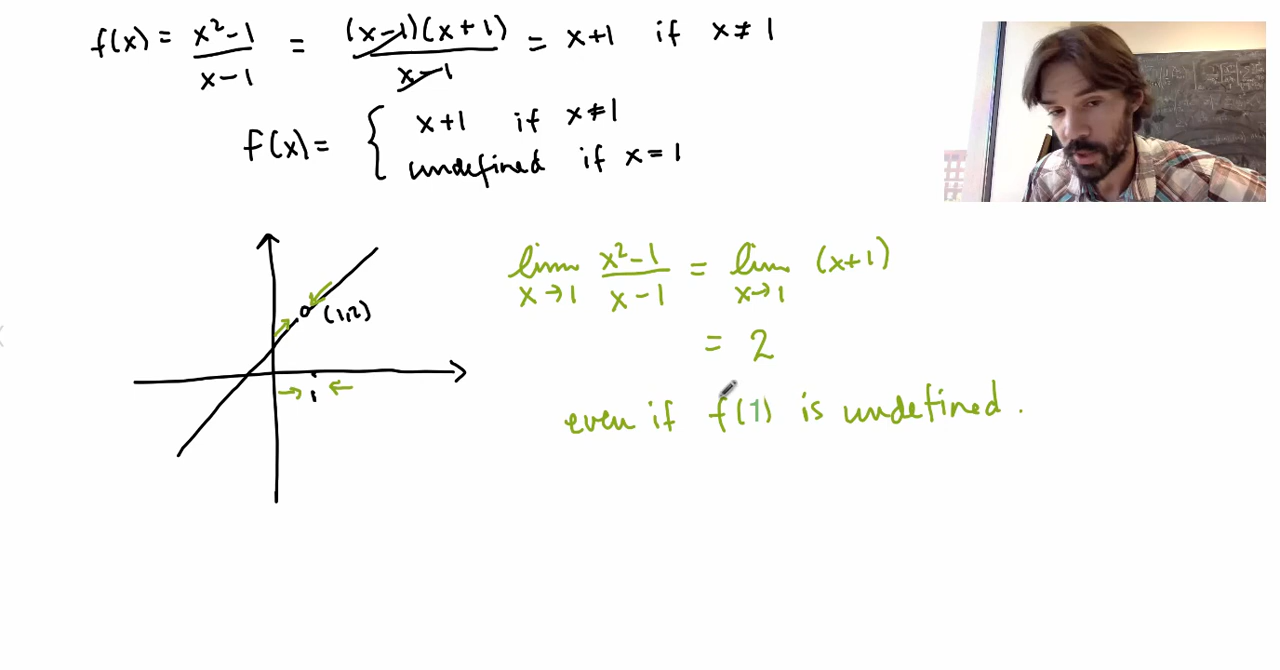 f(x) = x²-1 / x-1 = (x-1)(x+1) / x-1 = x+1 if x≠1
f(x) = { x+1 if x≠1
undefined if x=1
(1,2)
1
lim x→1 x²-1 / x-1 = lim x→1 (x+1)
= 2
even if f(1) is undefined.